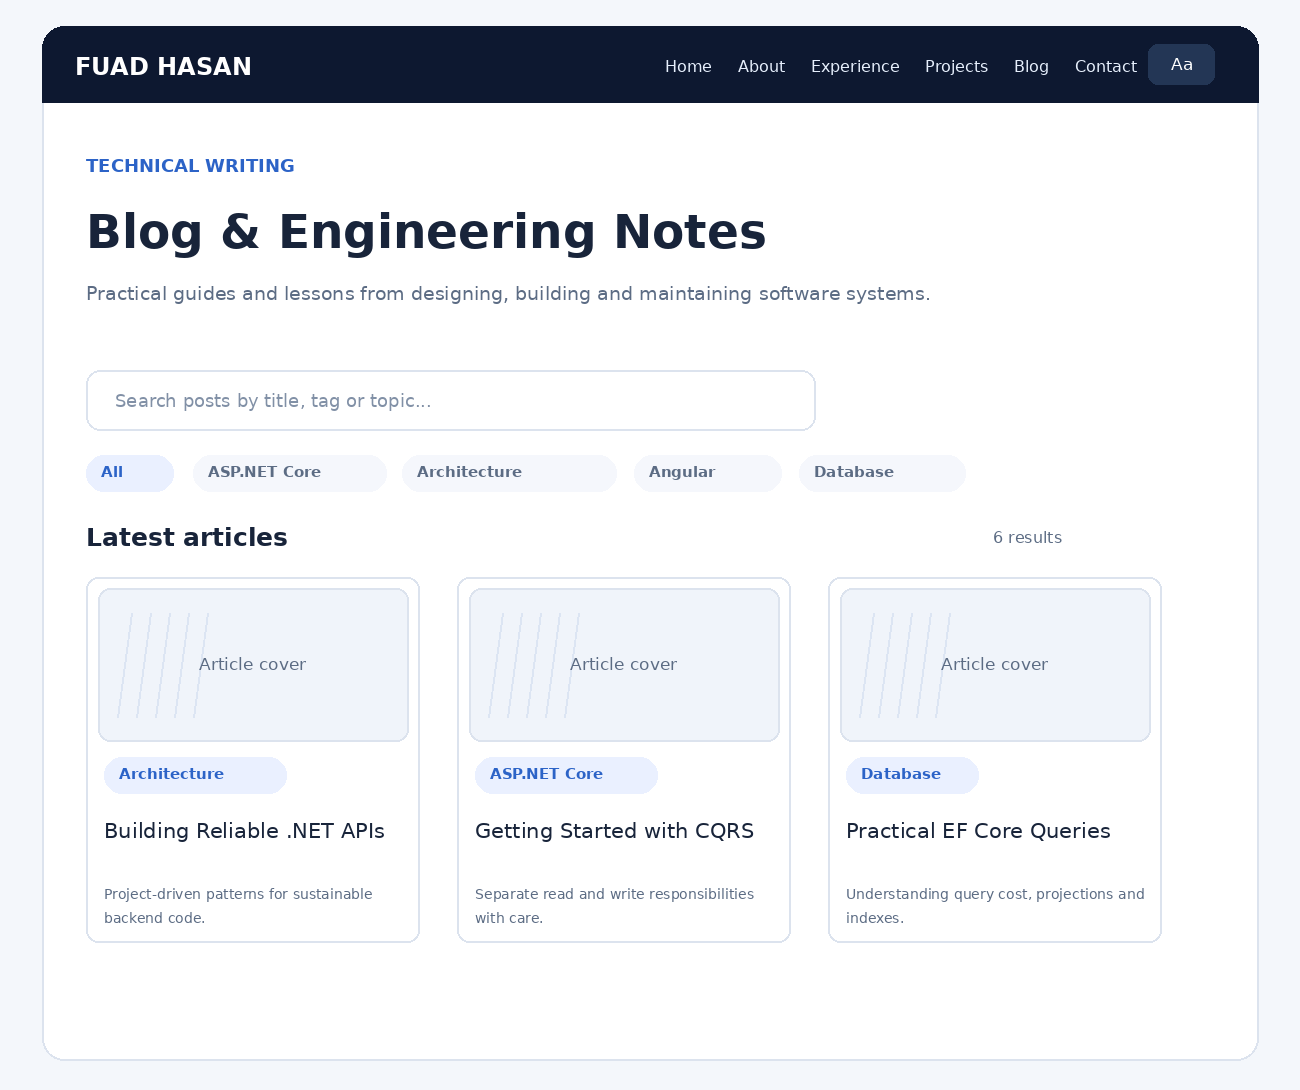 FUAD HASAN
Home About Experience Projects Blog Contact Aa
TECHNICAL WRITING
Blog & Engineering Notes
Practical guides and lessons from designing, building and maintaining software systems.
Search posts by title, tag or topic...
All ASP.NET Core Architecture Angular Database
Latest articles
6 results
Article cover
Architecture
Building Reliable .NET APIs
Project-driven patterns for sustainable
backend code.
Article cover
ASP.NET Core
Getting Started with CQRS
Separate read and write responsibilities
with care.
Article cover
Database
Practical EF Core Queries
Understanding query cost, projections and
indexes.